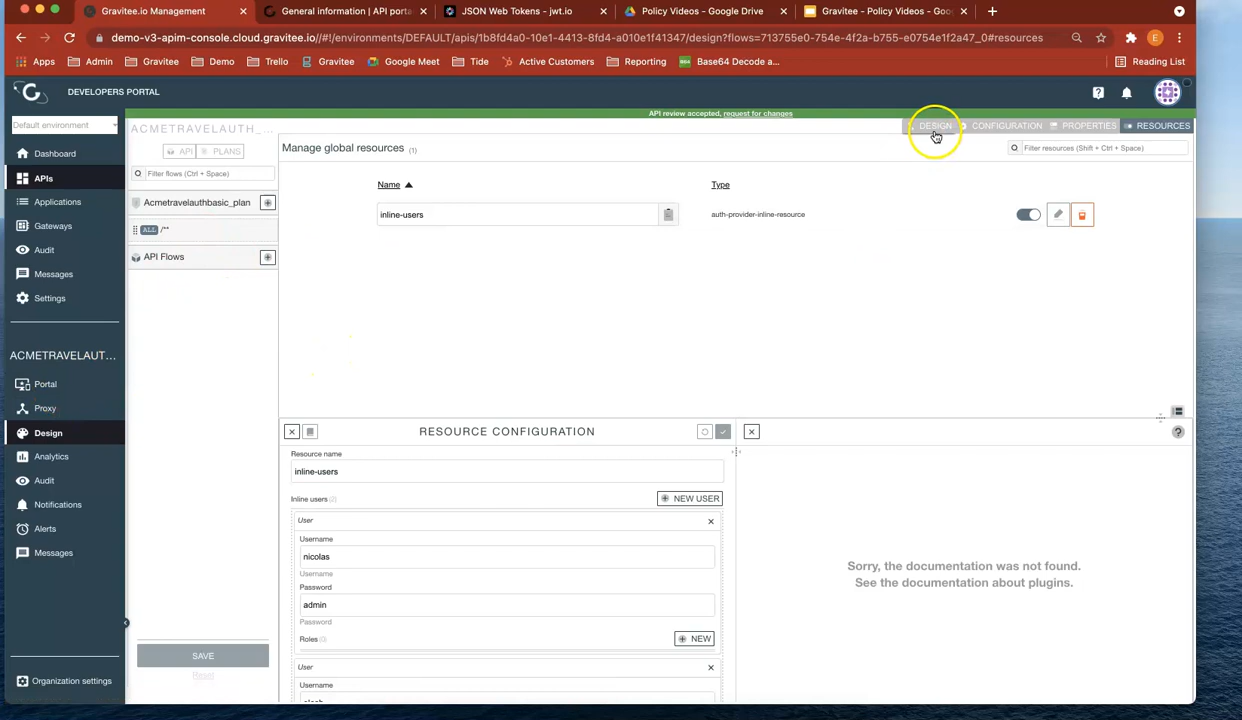 Gravitee.io Management
General information | API porta
JSON Web Tokens - jwt.io
Policy Videos - Google Drive
Gravitee - Policy Videos - Goog
demo-v3-apim-console.cloud.gravitee.io//#!/environments/DEFAULT/apis/1b8fd4a0-10e1-4413-8fd4-a010e1f41347/design?flows=713755e0-754e-4f2a-b755-e0754e1f2a47_0#resources
E
Apps
Admin
Gravitee
Demo
Trello
Gravitee
Google Meet
Tide
Active Customers
Reporting
Base64 Decode a...
Reading List
DEVELOPERS PORTAL
API review accepted, request for changes
Default environment
ACMETRAVELAUTH_...
DESIGN
CONFIGURATION
PROPERTIES
RESOURCES
Dashboard
API
PLANS
Manage global resources (1)
Filter resources (Shift + Ctrl + Space)
APIs
Filter flows (Ctrl + Space)
Name
Type
Applications
Acmetravelauthbasic_plan
inline-users
auth-provider-inline-resource
Gateways
ALL /**
Audit
API Flows
Messages
Settings
ACMETRAVELAUT...
Portal
Proxy
Design
RESOURCE CONFIGURATION
?
Analytics
Resource name
inline-users
Audit
Inline users (2)
NEW USER
Notifications
User
Alerts
Username
Messages
nicolas
Username
Password
admin
Password
Roles (0)
NEW
Sorry, the documentation was not found.
See the documentation about plugins.
SAVE
Reset
User
Organization settings
Username